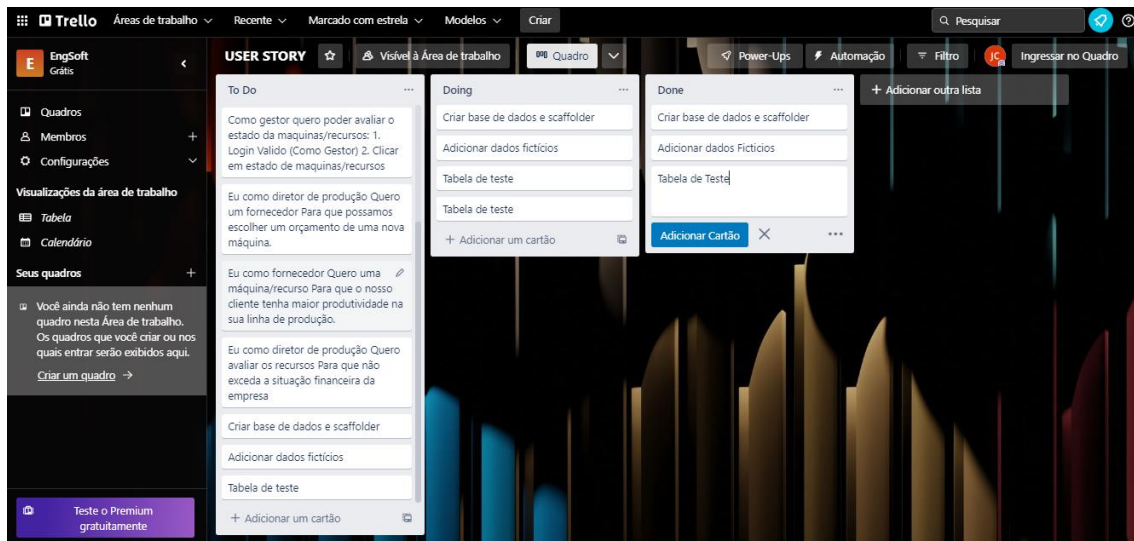 Trello
Áreas de trabalho
Recente
Marcado com estrela
Modelos
Criar
Pesquisar
E
EngSoft
Grátis
USER STORY
Visível à Área de trabalho
Quadro
Power-Ups
Automação
Filtro
JC
Ingressar no Quadro
Quadros
Membros
Configurações
Visualizações da área de trabalho
Tabela
Calendário
Seus quadros
Você ainda não tem nenhum
quadro nesta Área de trabalho.
Os quadros que você criar ou nos
quais entrar serão exibidos aqui.
Criar um quadro
Teste o Premium
gratuitamente
To Do
Como gestor quero poder avaliar o
estado da maquinas/recursos: 1.
Login Valido (Como Gestor) 2. Clicar
em estado de maquinas/recursos
Eu como diretor de produção Quero
um fornecedor Para que possamos
escolher um orçamento de uma nova
máquina.
Eu como fornecedor Quero uma
máquina/recurso Para que o nosso
cliente tenha maior produtividade na
sua linha de produção.
Eu como diretor de produção Quero
avaliar os recursos Para que não
exceda a situação financeira da
empresa
Criar base de dados e scaffolder
Adicionar dados fictícios
Tabela de teste
+ Adicionar um cartão
Doing
Criar base de dados e scaffolder
Adicionar dados fictícios
Tabela de teste
Tabela de teste
+ Adicionar um cartão
Done
Criar base de dados e scaffolder
Adicionar dados Ficticios
Tabela de Teste
Adicionar Cartão
+ Adicionar outra lista